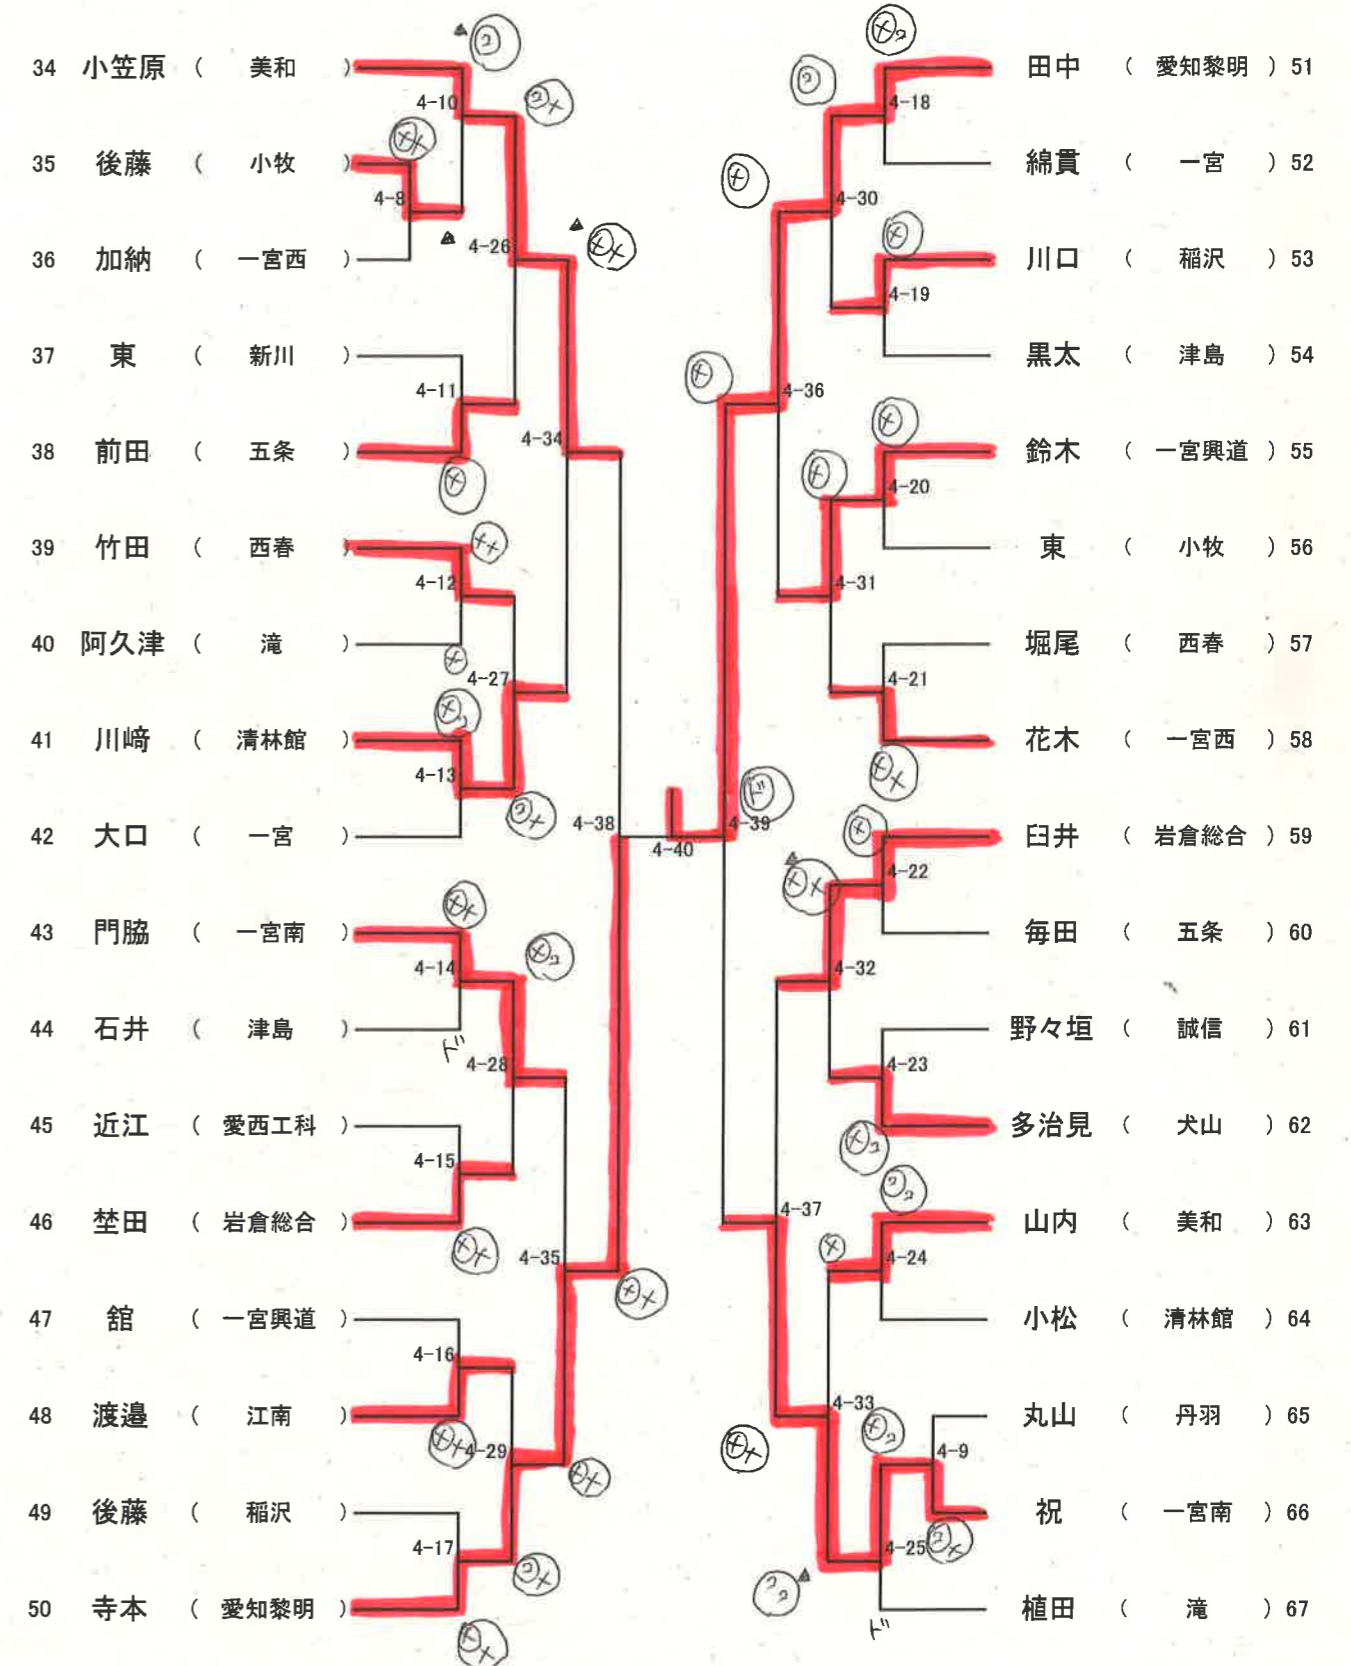 34 小笠原 ( 美和 )
35 後藤 ( 小牧 )
36 加納 ( 一宮西 )
37 東 ( 新川 )
38 前田 ( 五条 )
39 竹田 ( 西春 )
40 阿久津 ( 滝 )
41 川﨑 ( 清林館 )
42 大口 ( 一宮 )
43 門脇 ( 一宮南 )
44 石井 ( 津島 )
45 近江 ( 愛西工科 )
46 埜田 ( 岩倉総合 )
47 舘 ( 一宮興道 )
48 渡邉 ( 江南 )
49 後藤 ( 稲沢 )
50 寺本 ( 愛知黎明 )
4-10
4-8
4-26
4-11
4-34
4-12
4-27
4-13
4-38
4-14
ド
4-28
4-15
4-35
4-16
4-29
4-17
4-40
4-39
ド
4-18
4-30
4-19
4-36
4-20
4-31
4-21
4-22
4-32
4-23
4-37
4-24
4-33
4-9
4-25
ド
田中 ( 愛知黎明 ) 51
綿貫 ( 一宮 ) 52
川口 ( 稲沢 ) 53
黒太 ( 津島 ) 54
鈴木 ( 一宮興道 ) 55
東 ( 小牧 ) 56
堀尾 ( 西春 ) 57
花木 ( 一宮西 ) 58
臼井 ( 岩倉総合 ) 59
毎田 ( 五条 ) 60
野々垣 ( 誠信 ) 61
多治見 ( 犬山 ) 62
山内 ( 美和 ) 63
小松 ( 清林館 ) 64
丸山 ( 丹羽 ) 65
祝 ( 一宮南 ) 66
植田 ( 滝 ) 67